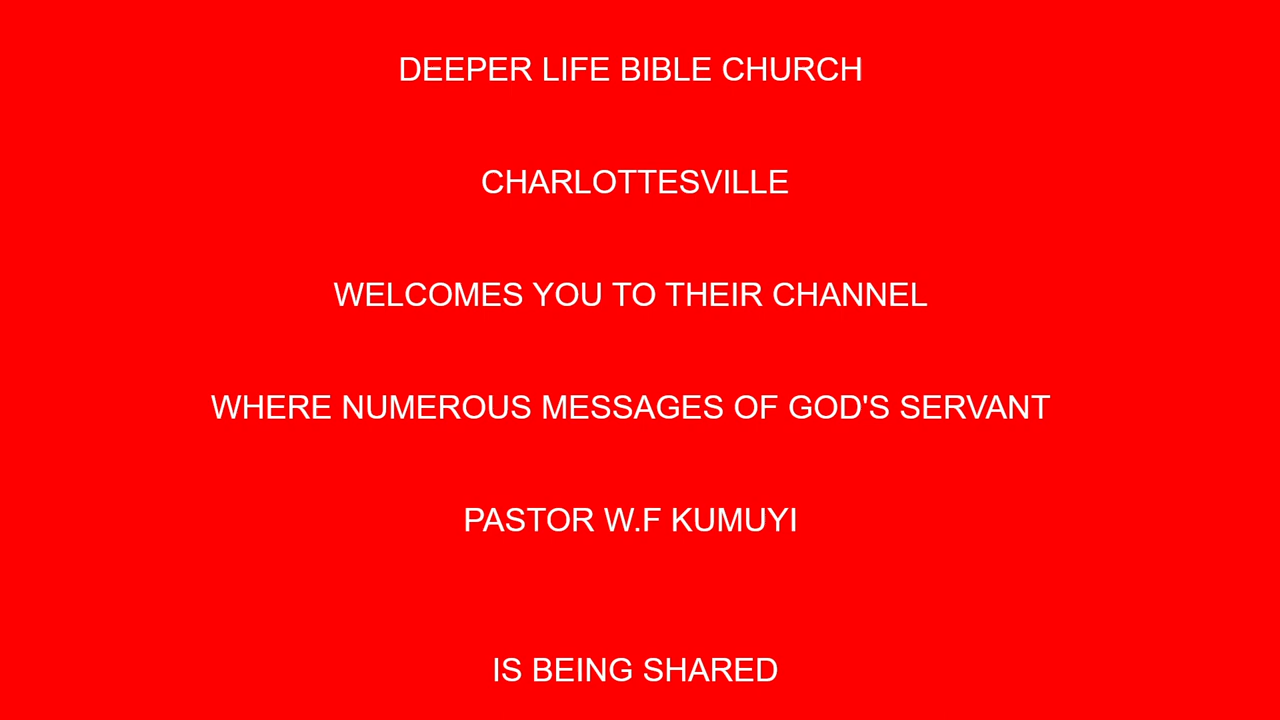 DEEPER LIFE BIBLE CHURCH
CHARLOTTESVILLE
WELCOMES YOU TO THEIR CHANNEL
WHERE NUMEROUS MESSAGES OF GOD'S SERVANT
PASTOR W.F KUMUYI
IS BEING SHARED